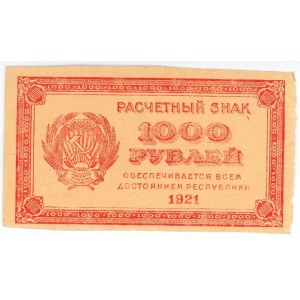 РАСЧЕТНЫЙ ЗНАК
1000
РУБЛЕЙ
ОБЕСПЕЧИВАЕТСЯ ВСЕМ
ДОСТОЯНИЕМ РЕСПУБЛИКИ
1921